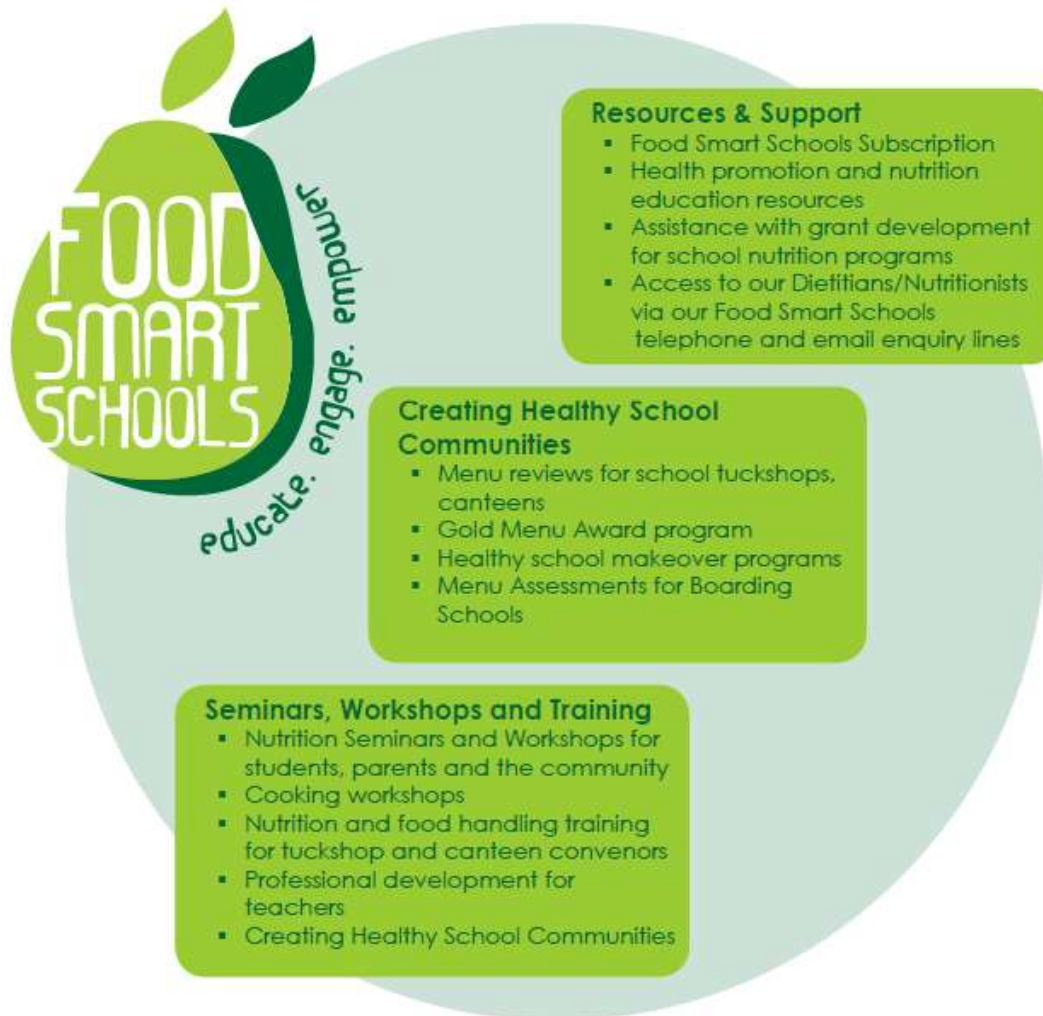 FOOD
SMART
SCHOOLS
educate. engage. empower
Resources & Support
▪ Food Smart Schools Subscription
▪ Health promotion and nutrition
education resources
▪ Assistance with grant development
for school nutrition programs
▪ Access to our Dietitians/Nutritionists
via our Food Smart Schools
telephone and email enquiry lines
Creating Healthy School
Communities
▪ Menu reviews for school tuckshops,
canteens
▪ Gold Menu Award program
▪ Healthy school makeover programs
▪ Menu Assessments for Boarding
Schools
Seminars, Workshops and Training
▪ Nutrition Seminars and Workshops for
students, parents and the community
▪ Cooking workshops
▪ Nutrition and food handling training
for tuckshop and canteen convenors
▪ Professional development for
teachers
▪ Creating Healthy School Communities